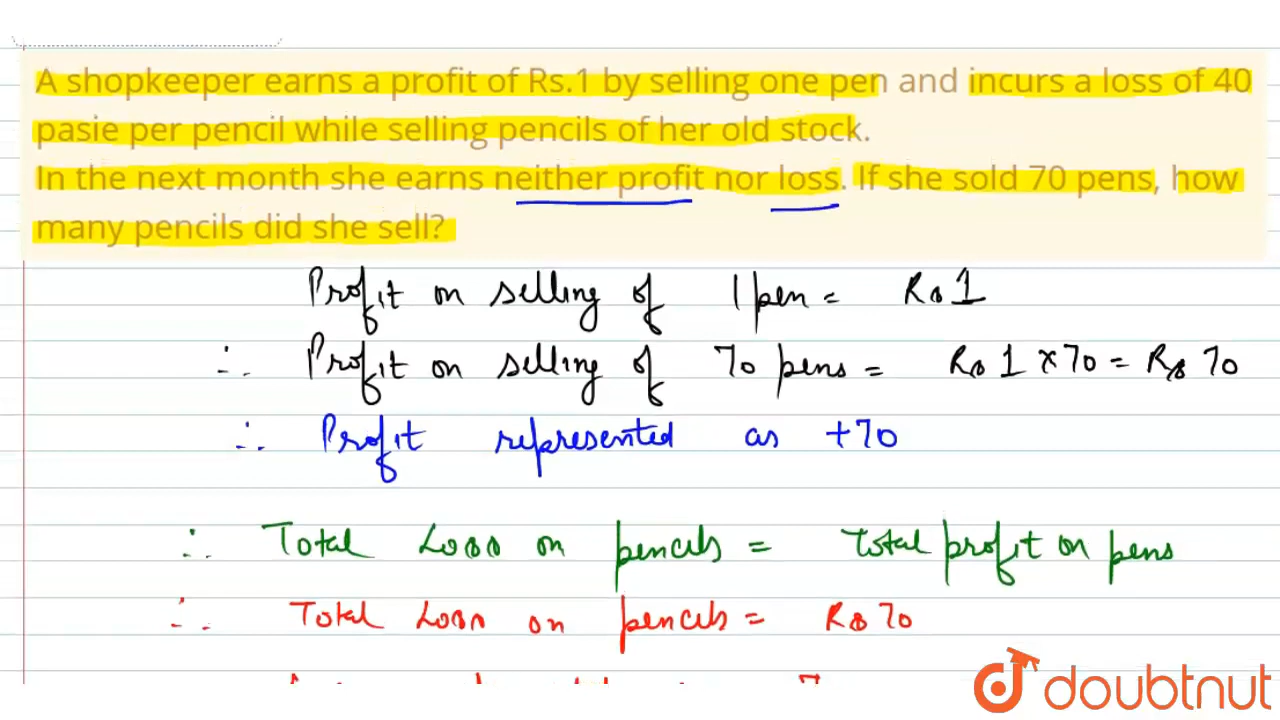 A shopkeeper earns a profit of Rs.1 by selling one pen and incurs a loss of 40
pasie per pencil while selling pencils of her old stock.
In the next month she earns neither profit nor loss. If she sold 70 pens, how
many pencils did she sell?
Profit on selling of 1 pen = Rs 1
∴ Profit on selling of 70 pens = Rs 1 × 70 = Rs 70
∴ Profit represented as +70
∴ Total Loss on pencils = Total profit on pens
∴ Total Loss on pencils = Rs 70
doubtnut